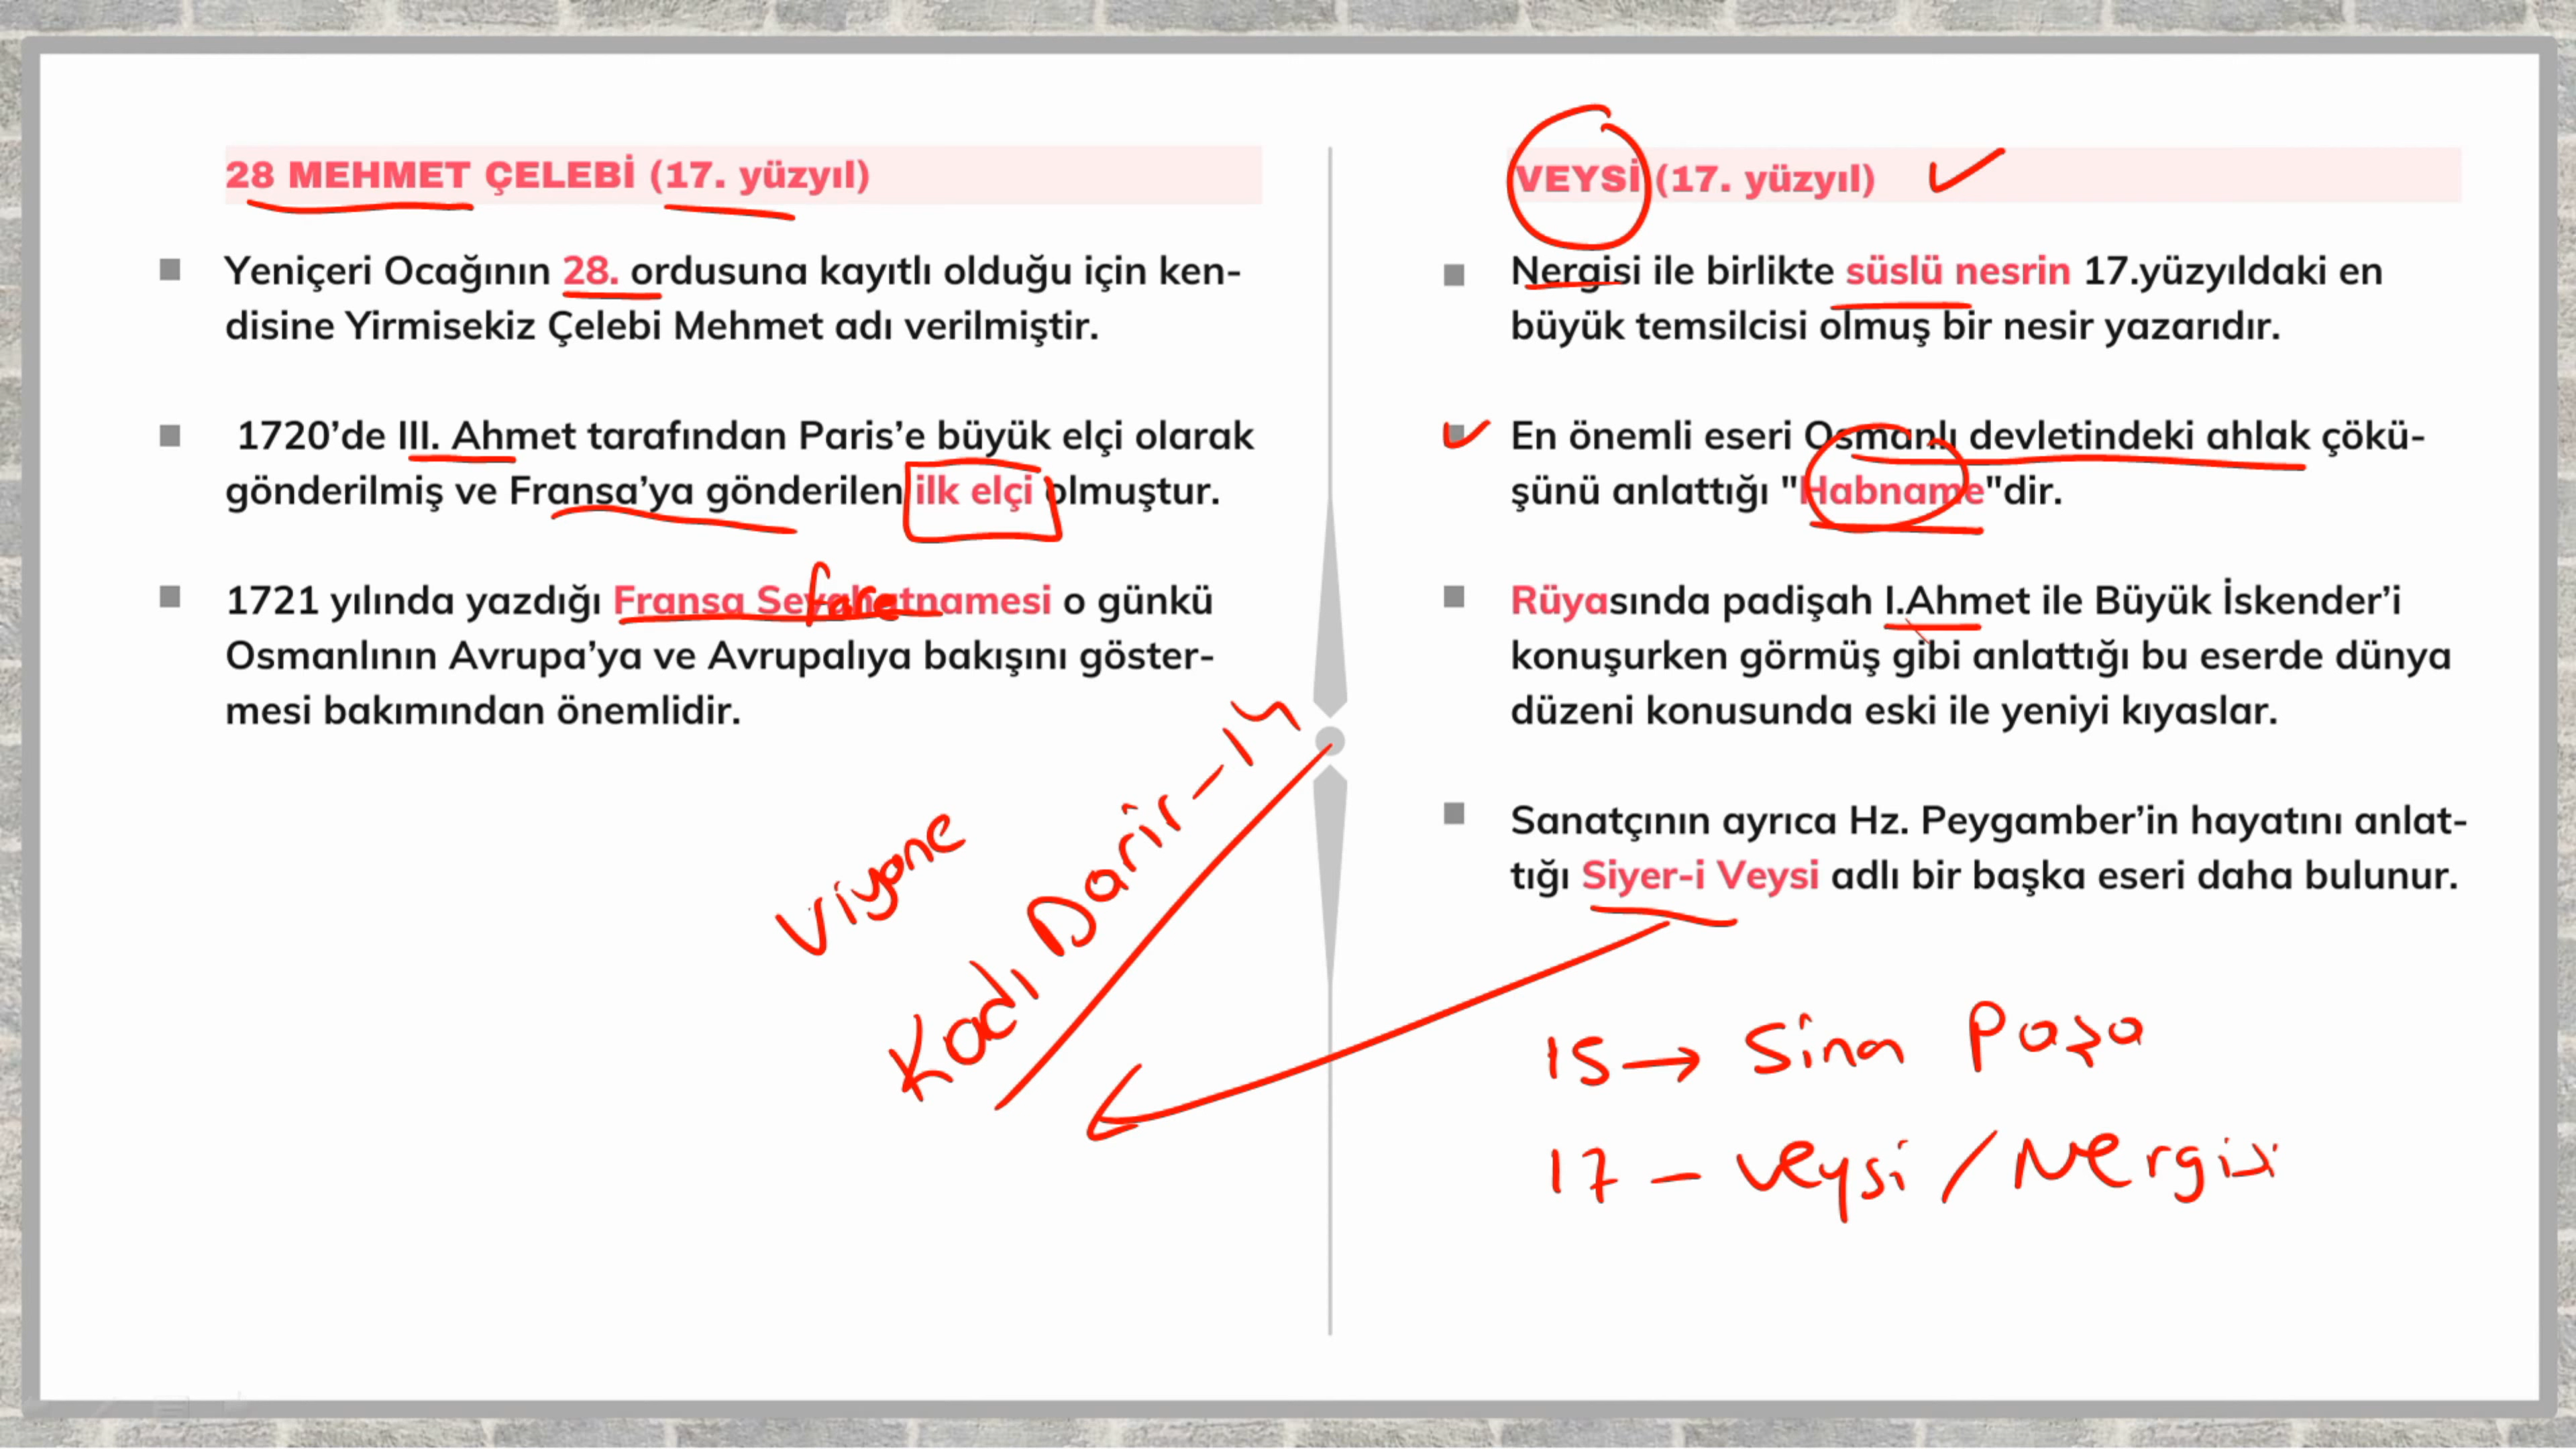 28 MEHMET ÇELEBİ (17. yüzyıl)
Yeniçeri Ocağının 28. ordusuna kayıtlı olduğu için ken-
disine Yirmisekiz Çelebi Mehmet adı verilmiştir.
1720’de III. Ahmet tarafından Paris’e büyük elçi olarak
gönderilmiş ve Fransa’ya gönderilen ilk elçi olmuştur.
1721 yılında yazdığı Fransa Seyahatnamesi o günkü
fare
Osmanlının Avrupa’ya ve Avrupalıya bakışını göster-
mesi bakımından önemlidir.
Viyane
Kadı Darîr - 14
VEYSİ (17. yüzyıl)
Nergisi ile birlikte süslü nesrin 17.yüzyıldaki en
büyük temsilcisi olmuş bir nesir yazarıdır.
En önemli eseri Osmanlı devletindeki ahlak çökü-
şünü anlattığı "Habname"dir.
Rüyasında padişah I.Ahmet ile Büyük İskender’i
konuşurken görmüş gibi anlattığı bu eserde dünya
düzeni konusunda eski ile yeniyi kıyaslar.
Sanatçının ayrıca Hz. Peygamber’in hayatını anlat-
tığı Siyer-i Veysi adlı bir başka eseri daha bulunur.
15 → Sinan Paşa
17 - Veysi / Nergisi